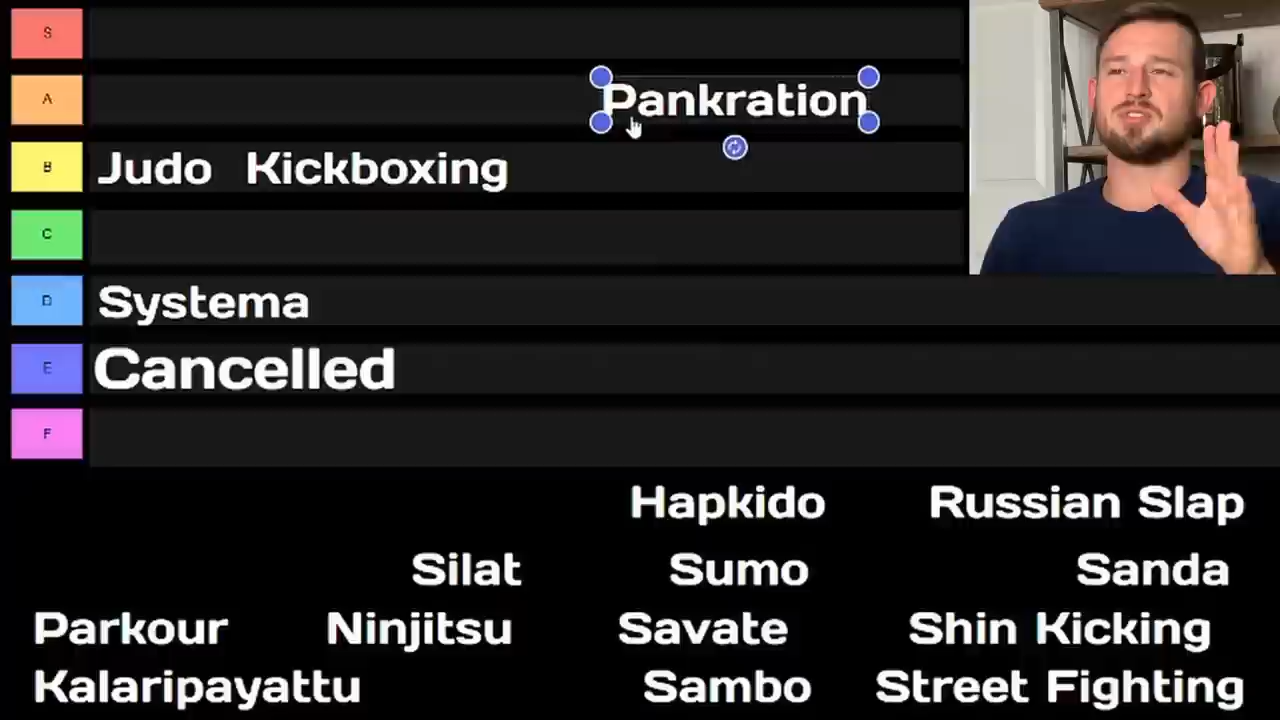 S
A Pankration
B Judo Kickboxing
C
D Systema
E Cancelled
F
Hapkido Russian Slap
Silat Sumo Sanda
Parkour Ninjitsu Savate Shin Kicking
Kalaripayattu Sambo Street Fighting